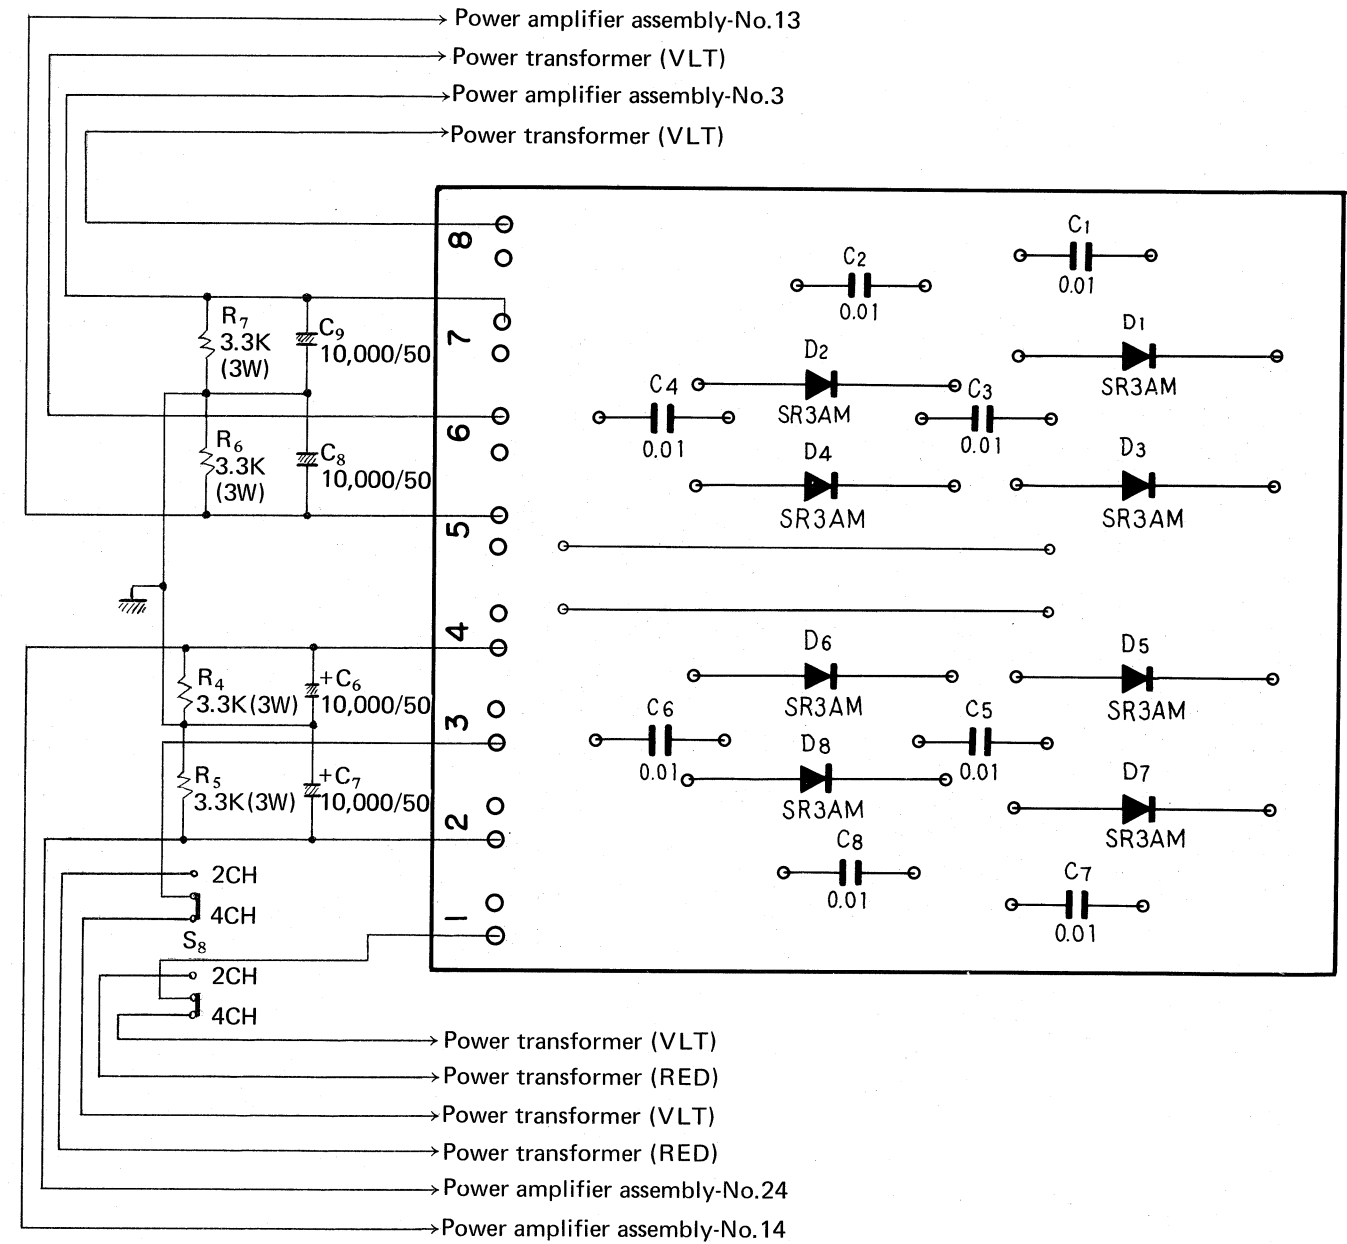 Power amplifier assembly-No.13
Power transformer (VLT)
Power amplifier assembly-No.3
Power transformer (VLT)
8
C1
0.01
C2
0.01
R7
3.3K
(3W)
C9
10,000/50
7
D1
SR3AM
D2
SR3AM
C4
0.01
C3
0.01
6
R6
3.3K
(3W)
C8
10,000/50
D4
SR3AM
D3
SR3AM
5
4
R4
3.3K(3W)
+C6
10,000/50
D6
SR3AM
D5
SR3AM
3
C6
0.01
C5
0.01
R5
3.3K(3W)
+C7
10,000/50
D8
SR3AM
D7
SR3AM
2
C8
0.01
C7
0.01
1
2CH
4CH
S8
2CH
4CH
Power transformer (VLT)
Power transformer (RED)
Power transformer (VLT)
Power transformer (RED)
Power amplifier assembly-No.24
Power amplifier assembly-No.14